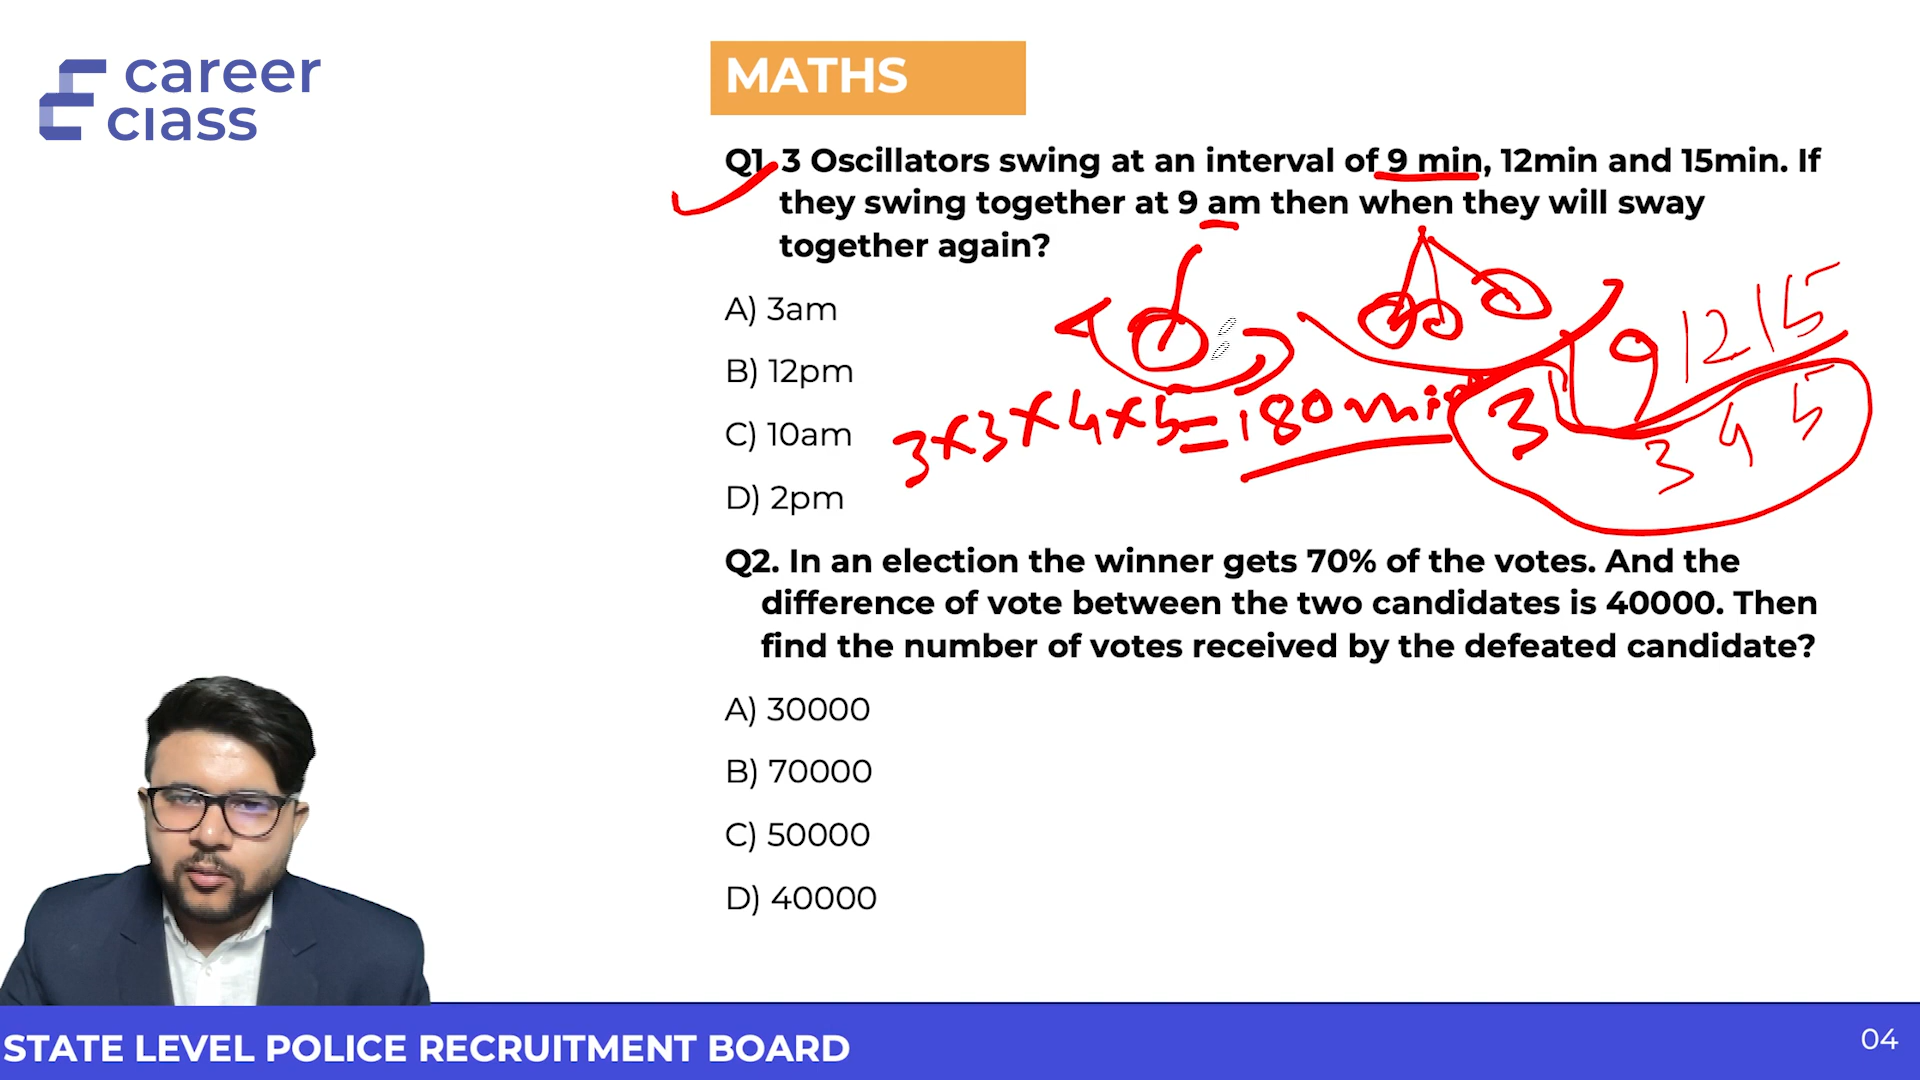 career
class
MATHS
Q1. 3 Oscillators swing at an interval of 9 min, 12min and 15min. If
they swing together at 9 am then when they will sway
together again?
A) 3am
B) 12pm
C) 10am
D) 2pm
9 12 15
3 3 4 5
3×3×4×5=180 min
Q2. In an election the winner gets 70% of the votes. And the
difference of vote between the two candidates is 40000. Then
find the number of votes received by the defeated candidate?
A) 30000
B) 70000
C) 50000
D) 40000
STATE LEVEL POLICE RECRUITMENT BOARD
04